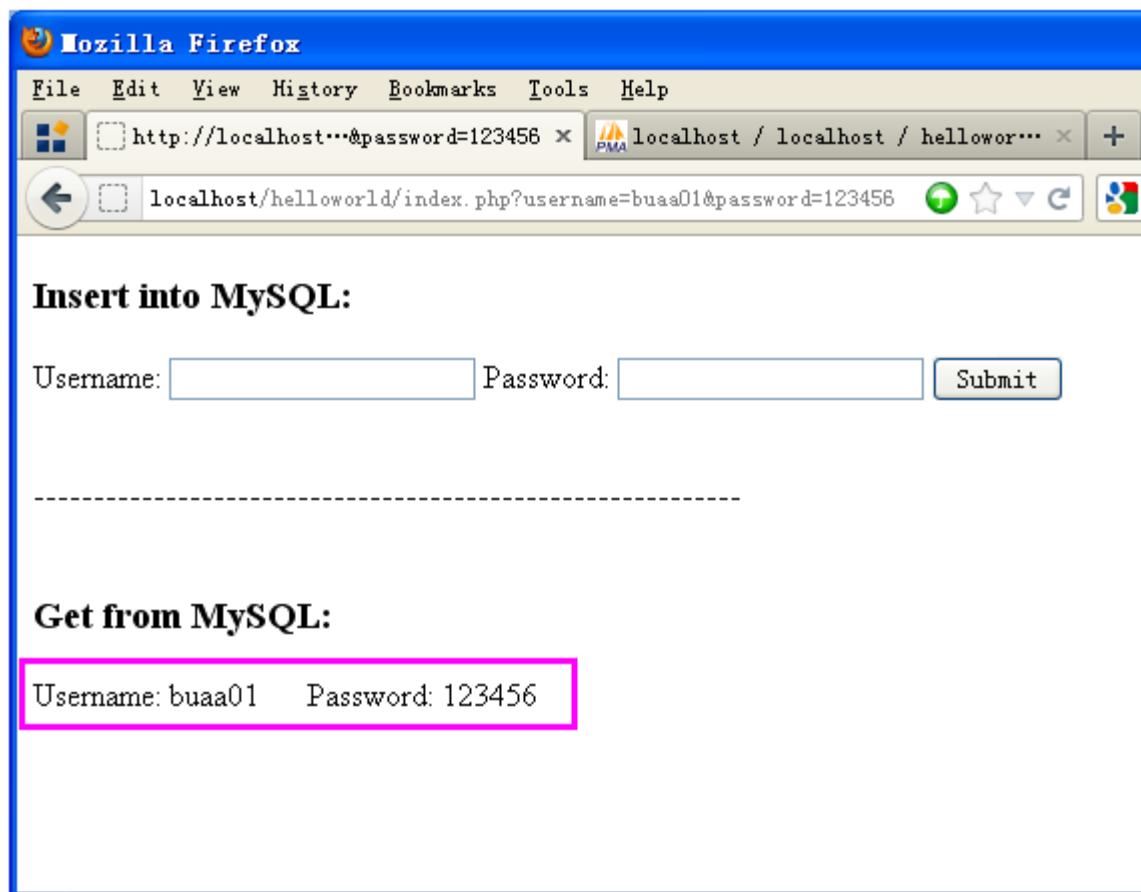 Mozilla Firefox
File Edit View History Bookmarks Tools Help
http://localhost...&password=123456 × PMA localhost / localhost / hellowor... × +
localhost/helloworld/index.php?username=buaa01&password=123456
Insert into MySQL:
Username: Password: Submit
-----------------------------------------------------------
Get from MySQL:
Username: buaa01 Password: 123456